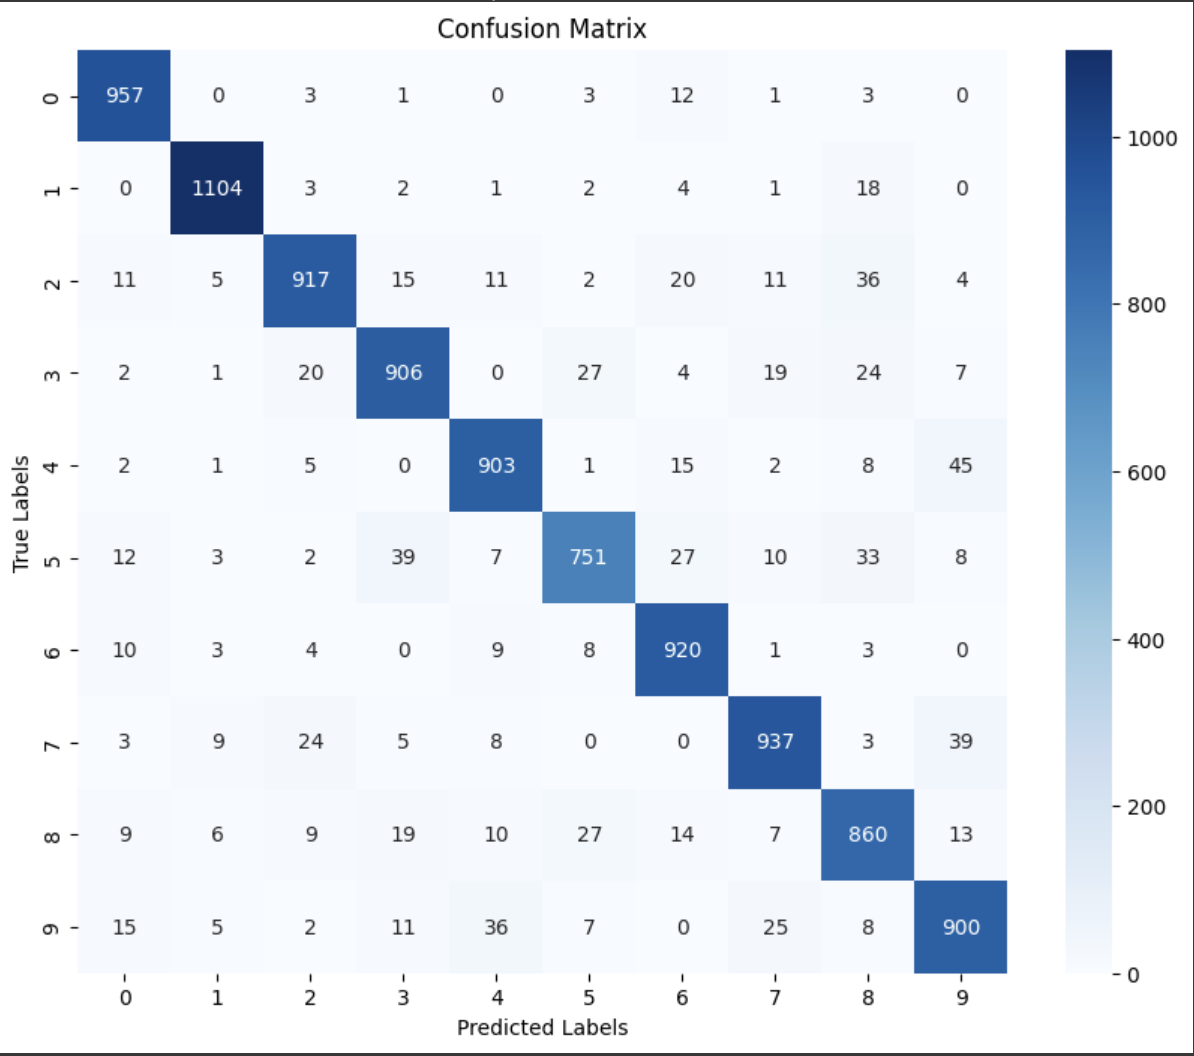 Confusion Matrix
0 957 0 3 1 0 3 12 1 3 0
1 0 1104 3 2 1 2 4 1 18 0
2 11 5 917 15 11 2 20 11 36 4
3 2 1 20 906 0 27 4 19 24 7
4 2 1 5 0 903 1 15 2 8 45
5 12 3 2 39 7 751 27 10 33 8
6 10 3 4 0 9 8 920 1 3 0
7 3 9 24 5 8 0 0 937 3 39
8 9 6 9 19 10 27 14 7 860 13
9 15 5 2 11 36 7 0 25 8 900
0 1 2 3 4 5 6 7 8 9
Predicted Labels
True Labels
1000
800
600
400
200
0